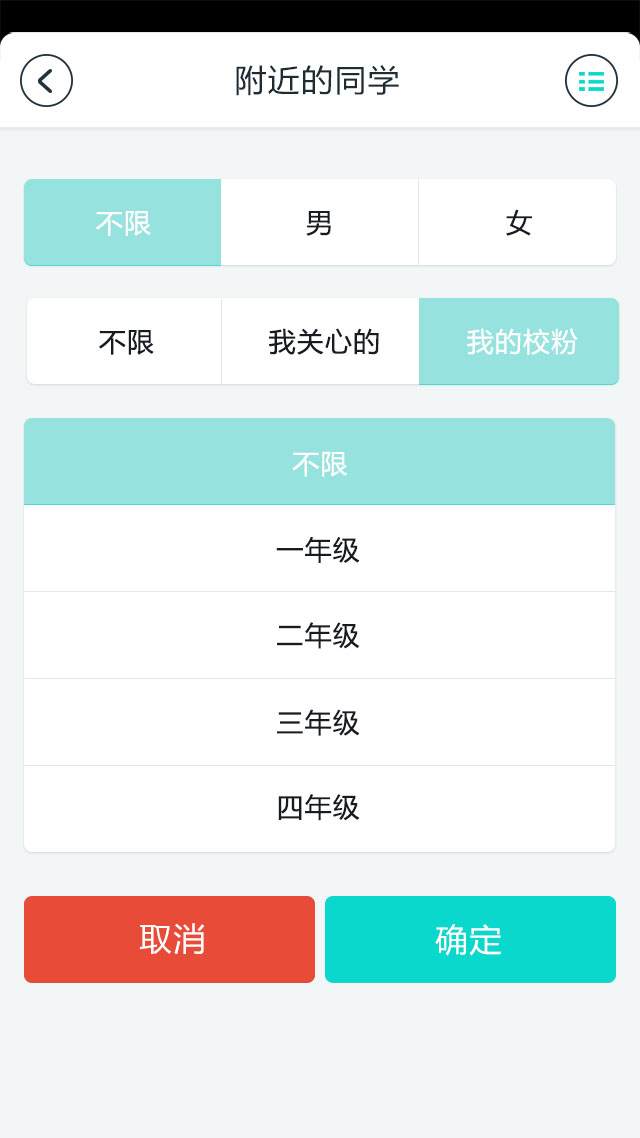 附近的同学
不限 男 女
不限 我关心的 我的校粉
不限
一年级
二年级
三年级
四年级
取消 确定